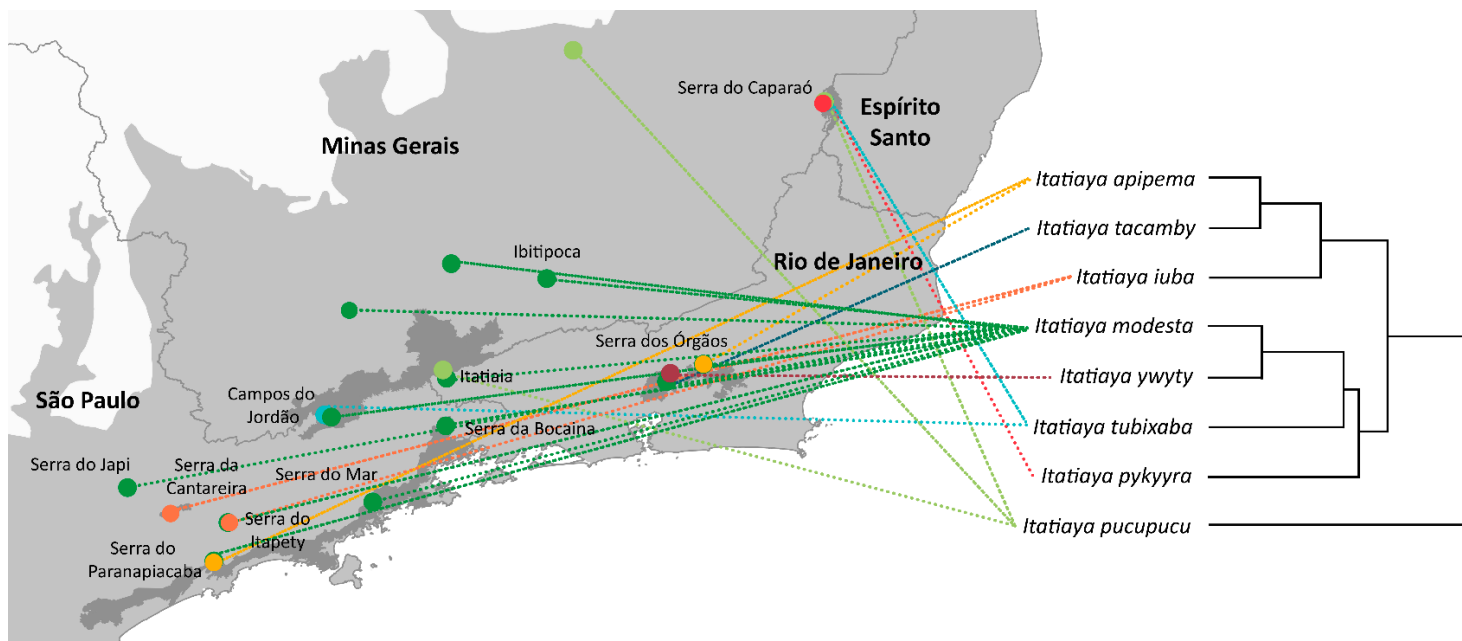 Serra do Caparaó
Espírito
Santo
Minas Gerais
Ibitipoca
Rio de Janeiro
Serra dos Órgãos
Itatiaia
Campos do
Jordão
São Paulo
Serra da Bocaina
Serra do Japi
Serra da
Cantareira
Serra do Mar
Serra do
Itapety
Serra do
Paranapiacaba
Itatiaya apipema
Itatiaya tacamby
Itatiaya iuba
Itatiaya modesta
Itatiaya ywyty
Itatiaya tubixaba
Itatiaya pykyyra
Itatiaya pucupucu